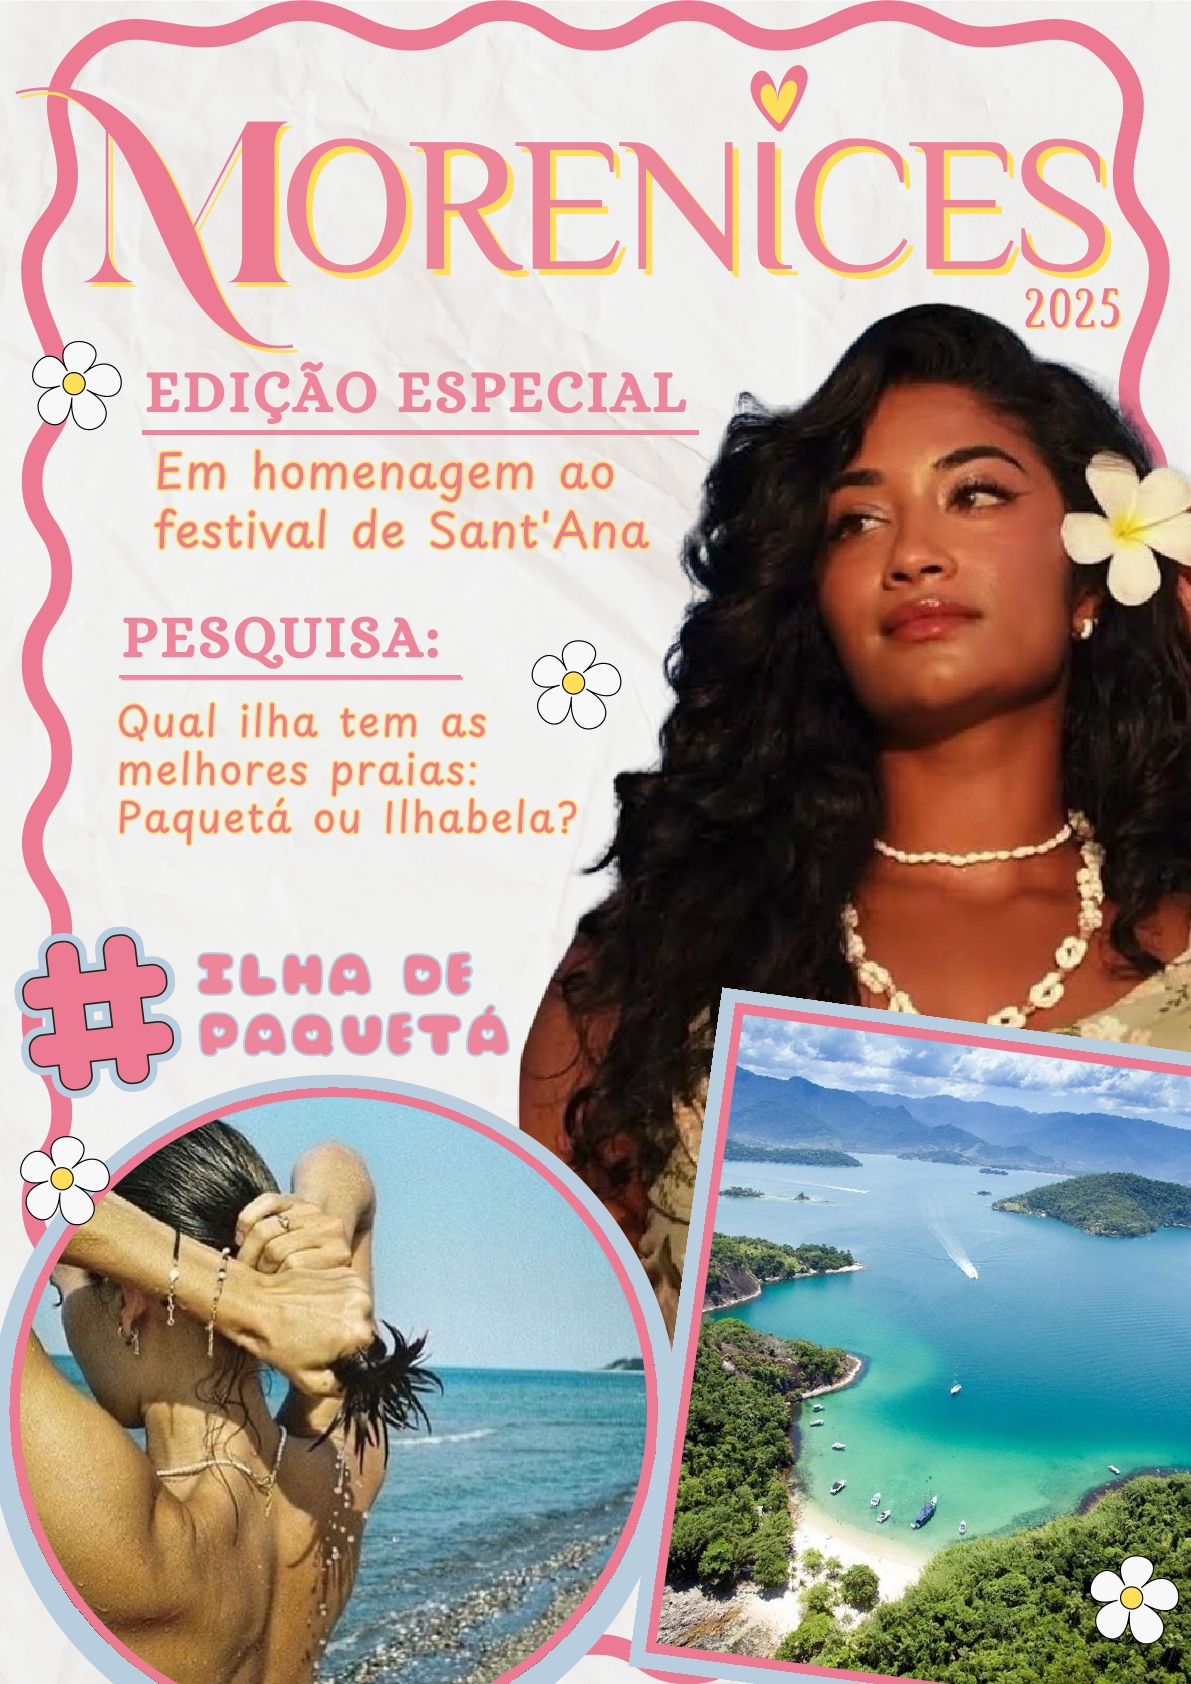 MORENICES
2025
EDIÇÃO ESPECIAL
Em homenagem ao
festival de Sant'Ana
PESQUISA:
Qual ilha tem as
melhores praias:
Paquetá ou Ilhabela?
# ILHA DE
PAQUETÁ